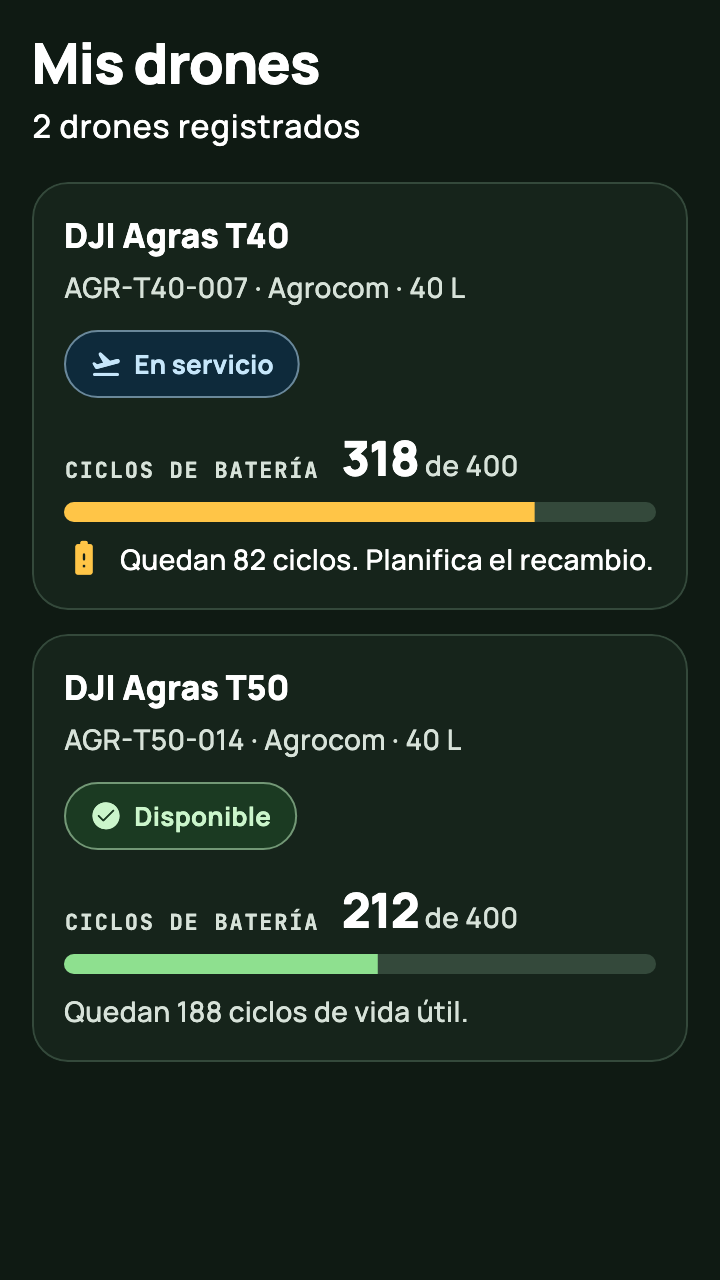 Mis drones
2 drones registrados
DJI Agras T40
AGR-T40-007 · Agrocom · 40 L
En servicio
CICLOS DE BATERÍA 318 de 400
Quedan 82 ciclos. Planifica el recambio.
DJI Agras T50
AGR-T50-014 · Agrocom · 40 L
Disponible
CICLOS DE BATERÍA 212 de 400
Quedan 188 ciclos de vida útil.